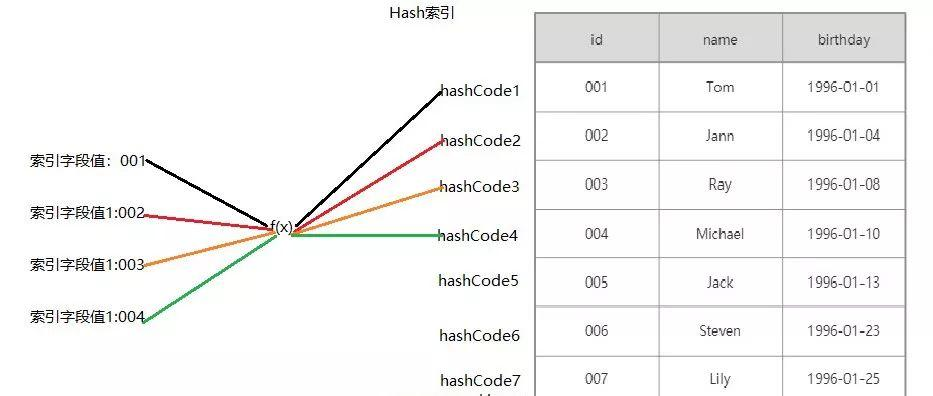 Hash索引
索引字段值：001
索引字段值1:002
索引字段值1:003
索引字段值1:004
f(x)
hashCode1
hashCode2
hashCode3
hashCode4
hashCode5
hashCode6
hashCode7
id name birthday
001 Tom 1996-01-01
002 Jann 1996-01-04
003 Ray 1996-01-08
004 Michael 1996-01-10
005 Jack 1996-01-13
006 Steven 1996-01-23
007 Lily 1996-01-25